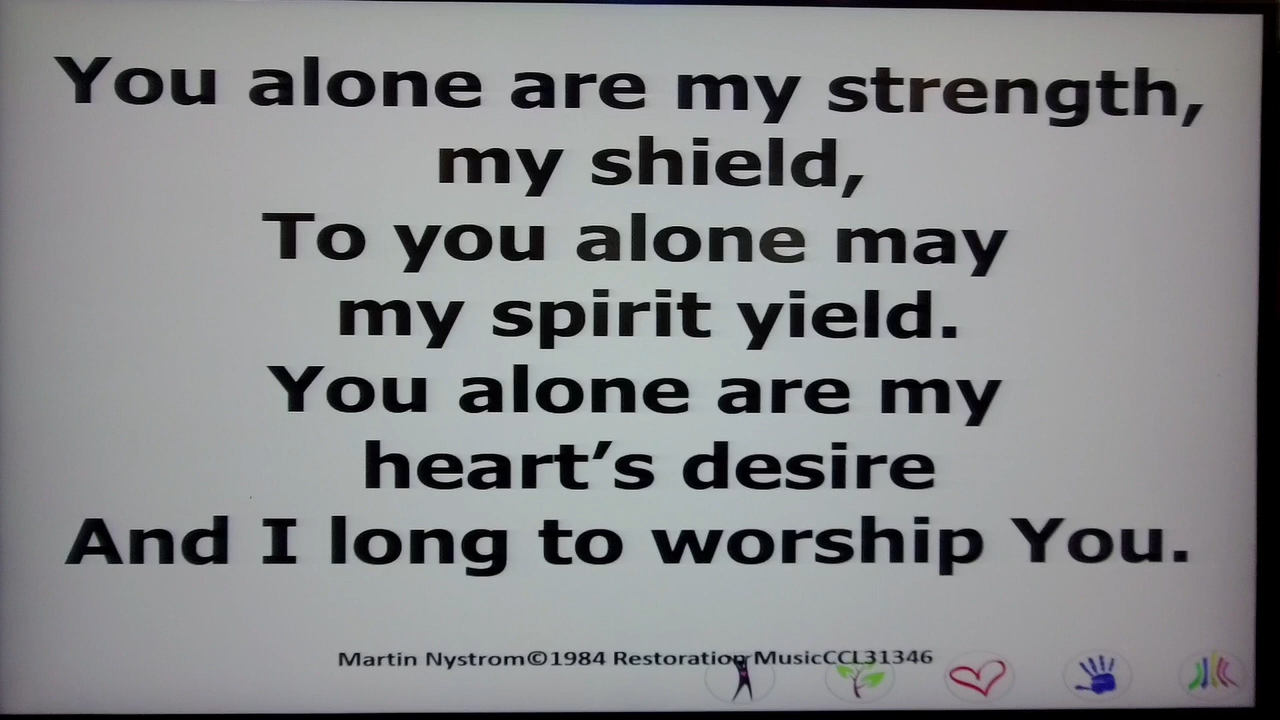 You alone are my strength,
my shield,
To you alone may
my spirit yield.
You alone are my
heart’s desire
And I long to worship You.
Martin Nystrom©1984 Restoration MusicCCL31346